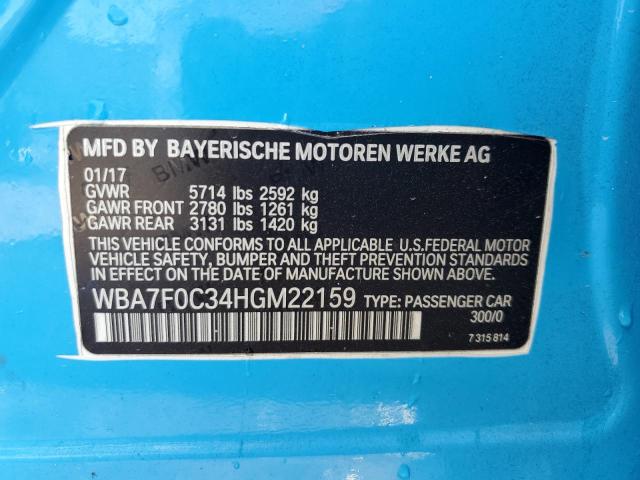 MFD BY BAYERISCHE MOTOREN WERKE AG
01/17
GVWR 5714 lbs 2592 kg
GAWR FRONT 2780 lbs 1261 kg
GAWR REAR 3131 lbs 1420 kg
THIS VEHICLE CONFORMS TO ALL APPLICABLE U.S.FEDERAL MOTOR
VEHICLE SAFETY, BUMPER AND THEFT PREVENTION STANDARDS
IN EFFECT ON THE DATE OF MANUFACTURE SHOWN ABOVE.
WBA7F0C34HGM22159 TYPE: PASSENGER CAR
300/0
7 315 814